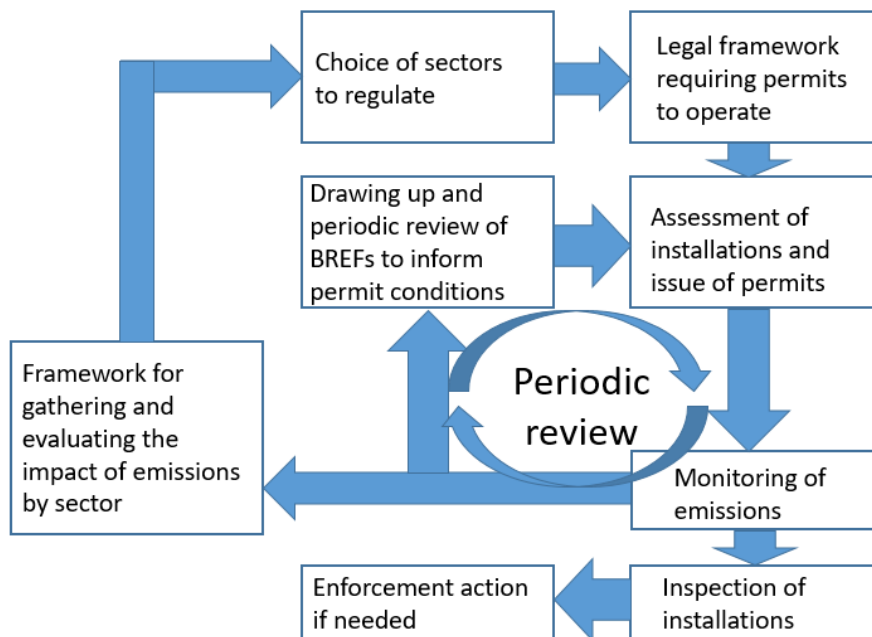 Choice of sectors
to regulate
Legal framework
requiring permits
to operate
Drawing up and
periodic review of
BREFs to inform
permit conditions
Assessment of
installations and
issue of permits
Framework for
gathering and
evaluating the
impact of emissions
by sector
Periodic
review
Monitoring of
emissions
Enforcement action
if needed
Inspection of
installations